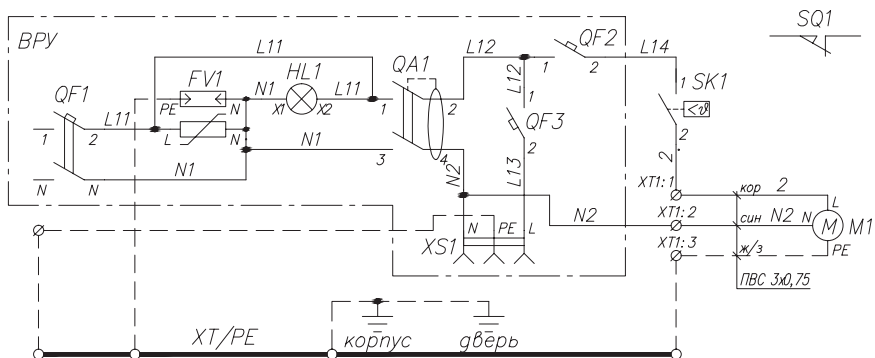 SQ1
ВРУ
L11
L12
QF2
L14
FV1
N1
HL1
L11
QA1
L12
1
2
1
SK1
QF1
L11
PE
N
X1
X2
1
2
1
QF3
<ϑ
1
2
L
N
2
2
N1
3
4
2
L13
2
N
N
N1
N2
XT1: 1
кор
2
L
N2
XT1: 2
син
N2
N
M
M1
N
PE
L
XS1
XT1: 3
ж/з
PE
ПВС 3х0,75
XT/PE
корпус
дверь